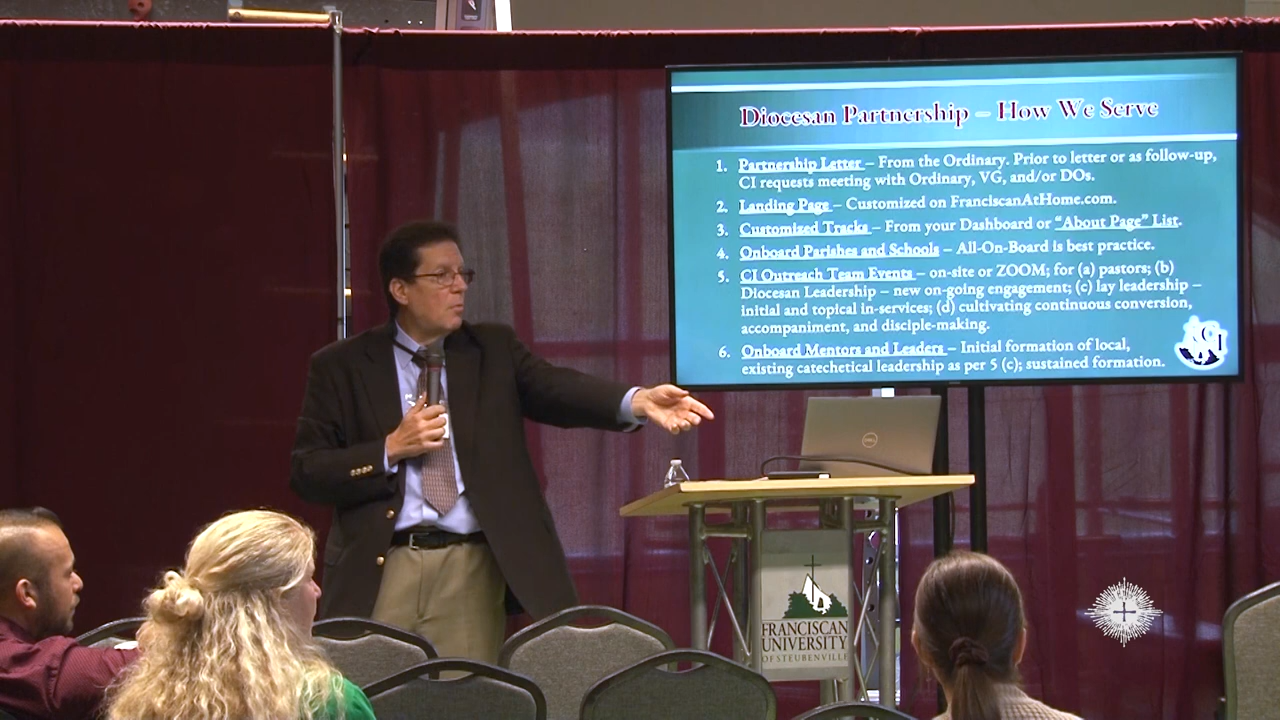 Diocesan Partnership – How We Serve
1. Partnership Letter – From the Ordinary. Prior to letter or as follow-up,
CI requests meeting with Ordinary, VG, and/or DOs.
2. Landing Page – Customized on FranciscanAtHome.com.
3. Customized Tracks – From your Dashboard or "About Page" List.
4. Onboard Parishes and Schools – All-On-Board is best practice.
5. CI Outreach Team Events – on-site or ZOOM; for (a) pastors; (b)
Diocesan Leadership – new on-going engagement; (c) lay leadership –
initial and topical in-services; (d) cultivating continuous conversion,
accompaniment, and disciple-making.
6. Onboard Mentors and Leaders – Initial formation of local,
existing catechetical leadership as per 5 (c); sustained formation.
DELL
FRANCISCAN
UNIVERSITY
OF STEUBENVILLE